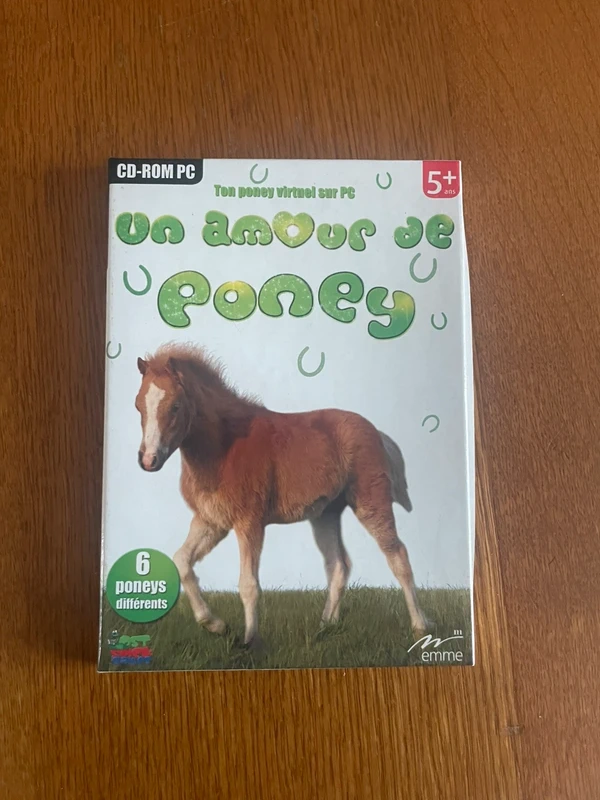 CD-ROM PC
5+
ans
Ton poney virtuel sur PC
un amour de
poney
6
poneys
différents
m
emme